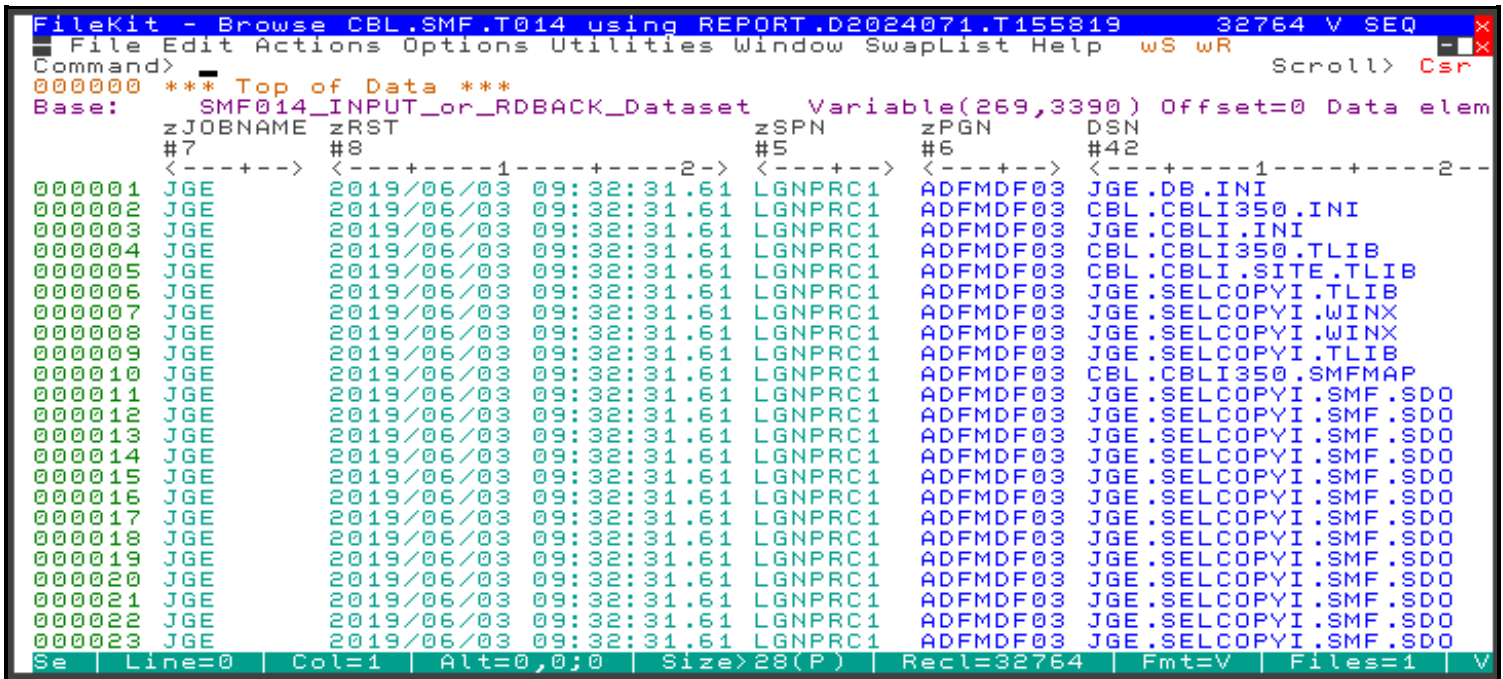 FileKit - Browse CBL.SMF.T014 using REPORT.D2024071.T155819 32764 V SEQ x
File Edit Actions Options Utilities Window SwapList Help wS wR - x
Command> Scroll> Csr
000000 *** Top of Data ***
Base: SMF014_INPUT_or_RDBACK_Dataset Variable(269,3390) Offset=0 Data elem
zJOBNAME zRST zSPN zPGN DSN
#7 #8 #5 #6 #42
<---+--> <---+----1----+----2-> <---+--> <---+--> <---+----1----+----2--
000001 JGE 2019/06/03 09:32:31.61 LGNPRC1 ADFMDF03 JGE.DB.INI
000002 JGE 2019/06/03 09:32:31.61 LGNPRC1 ADFMDF03 CBL.CBLI350.INI
000003 JGE 2019/06/03 09:32:31.61 LGNPRC1 ADFMDF03 JGE.CBLI.INI
000004 JGE 2019/06/03 09:32:31.61 LGNPRC1 ADFMDF03 CBL.CBLI350.TLIB
000005 JGE 2019/06/03 09:32:31.61 LGNPRC1 ADFMDF03 CBL.CBLI.SITE.TLIB
000006 JGE 2019/06/03 09:32:31.61 LGNPRC1 ADFMDF03 JGE.SELCOPYI.TLIB
000007 JGE 2019/06/03 09:32:31.61 LGNPRC1 ADFMDF03 JGE.SELCOPYI.WINX
000008 JGE 2019/06/03 09:32:31.61 LGNPRC1 ADFMDF03 JGE.SELCOPYI.WINX
000009 JGE 2019/06/03 09:32:31.61 LGNPRC1 ADFMDF03 JGE.SELCOPYI.TLIB
000010 JGE 2019/06/03 09:32:31.61 LGNPRC1 ADFMDF03 CBL.CBLI350.SMFMAP
000011 JGE 2019/06/03 09:32:31.61 LGNPRC1 ADFMDF03 JGE.SELCOPYI.SMF.SDO
000012 JGE 2019/06/03 09:32:31.61 LGNPRC1 ADFMDF03 JGE.SELCOPYI.SMF.SDO
000013 JGE 2019/06/03 09:32:31.61 LGNPRC1 ADFMDF03 JGE.SELCOPYI.SMF.SDO
000014 JGE 2019/06/03 09:32:31.61 LGNPRC1 ADFMDF03 JGE.SELCOPYI.SMF.SDO
000015 JGE 2019/06/03 09:32:31.61 LGNPRC1 ADFMDF03 JGE.SELCOPYI.SMF.SDO
000016 JGE 2019/06/03 09:32:31.61 LGNPRC1 ADFMDF03 JGE.SELCOPYI.SMF.SDO
000017 JGE 2019/06/03 09:32:31.61 LGNPRC1 ADFMDF03 JGE.SELCOPYI.SMF.SDO
000018 JGE 2019/06/03 09:32:31.61 LGNPRC1 ADFMDF03 JGE.SELCOPYI.SMF.SDO
000019 JGE 2019/06/03 09:32:31.61 LGNPRC1 ADFMDF03 JGE.SELCOPYI.SMF.SDO
000020 JGE 2019/06/03 09:32:31.61 LGNPRC1 ADFMDF03 JGE.SELCOPYI.SMF.SDO
000021 JGE 2019/06/03 09:32:31.61 LGNPRC1 ADFMDF03 JGE.SELCOPYI.SMF.SDO
000022 JGE 2019/06/03 09:32:31.61 LGNPRC1 ADFMDF03 JGE.SELCOPYI.SMF.SDO
000023 JGE 2019/06/03 09:32:31.61 LGNPRC1 ADFMDF03 JGE.SELCOPYI.SMF.SDO
Se | Line=0 | Col=1 | Alt=0,0;0 | Size>28(P) | Recl=32764 | Fmt=V | Files=1 | V